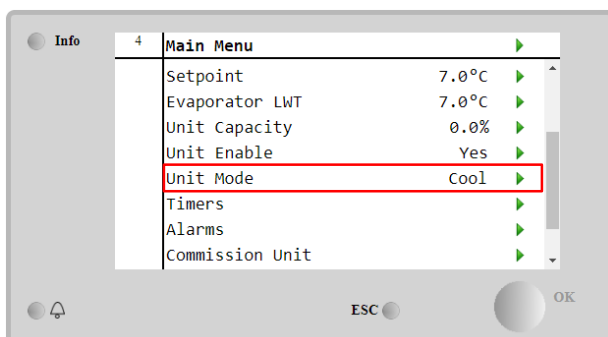 Info
4 Main Menu
Setpoint 7.0°C
Evaporator LWT 7.0°C
Unit Capacity 0.0%
Unit Enable Yes
Unit Mode Cool
Timers
Alarms
Commission Unit
ESC
OK